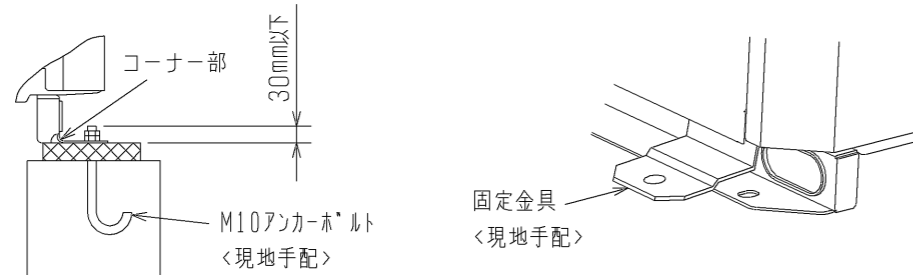 コーナー部
30mm以下
M10アンカーボルト
<現地手配>
固定金具
<現地手配>